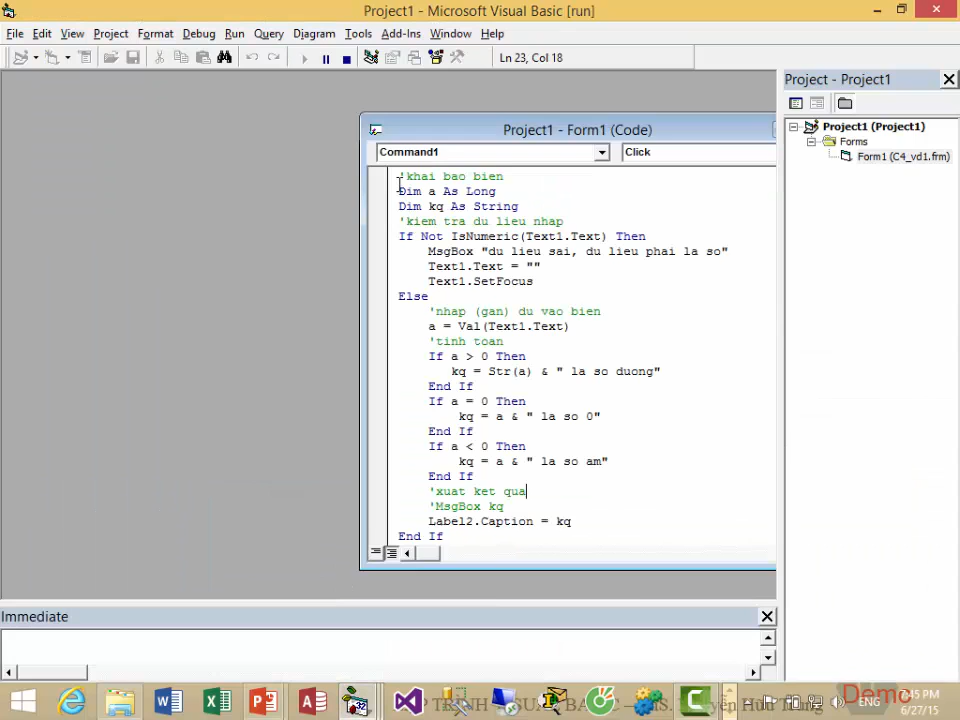 Project1 - Microsoft Visual Basic [run]
File Edit View Project Format Debug Run Query Diagram Tools Add-Ins Window Help
Ln 23, Col 18
Project - Project1
Project1 (Project1)
Forms
Form1 (C4_vd1.frm)
Project1 - Form1 (Code)
Command1
Click
'khai bao bien
Dim a As Long
Dim kq As String
'kiem tra du lieu nhap
If Not IsNumeric(Text1.Text) Then
MsgBox "du lieu sai, du lieu phai la so"
Text1.Text = ""
Text1.SetFocus
Else
'nhap (gan) du vao bien
a = Val(Text1.Text)
'tinh toan
If a > 0 Then
kq = Str(a) & " la so duong"
End If
If a = 0 Then
kq = a & " la so 0"
End If
If a < 0 Then
kq = a & " la so am"
End If
'xuat ket qua
'MsgBox kq
Label2.Caption = kq
End If
Immediate
Demo
ENG
:45 PM
6/27/15